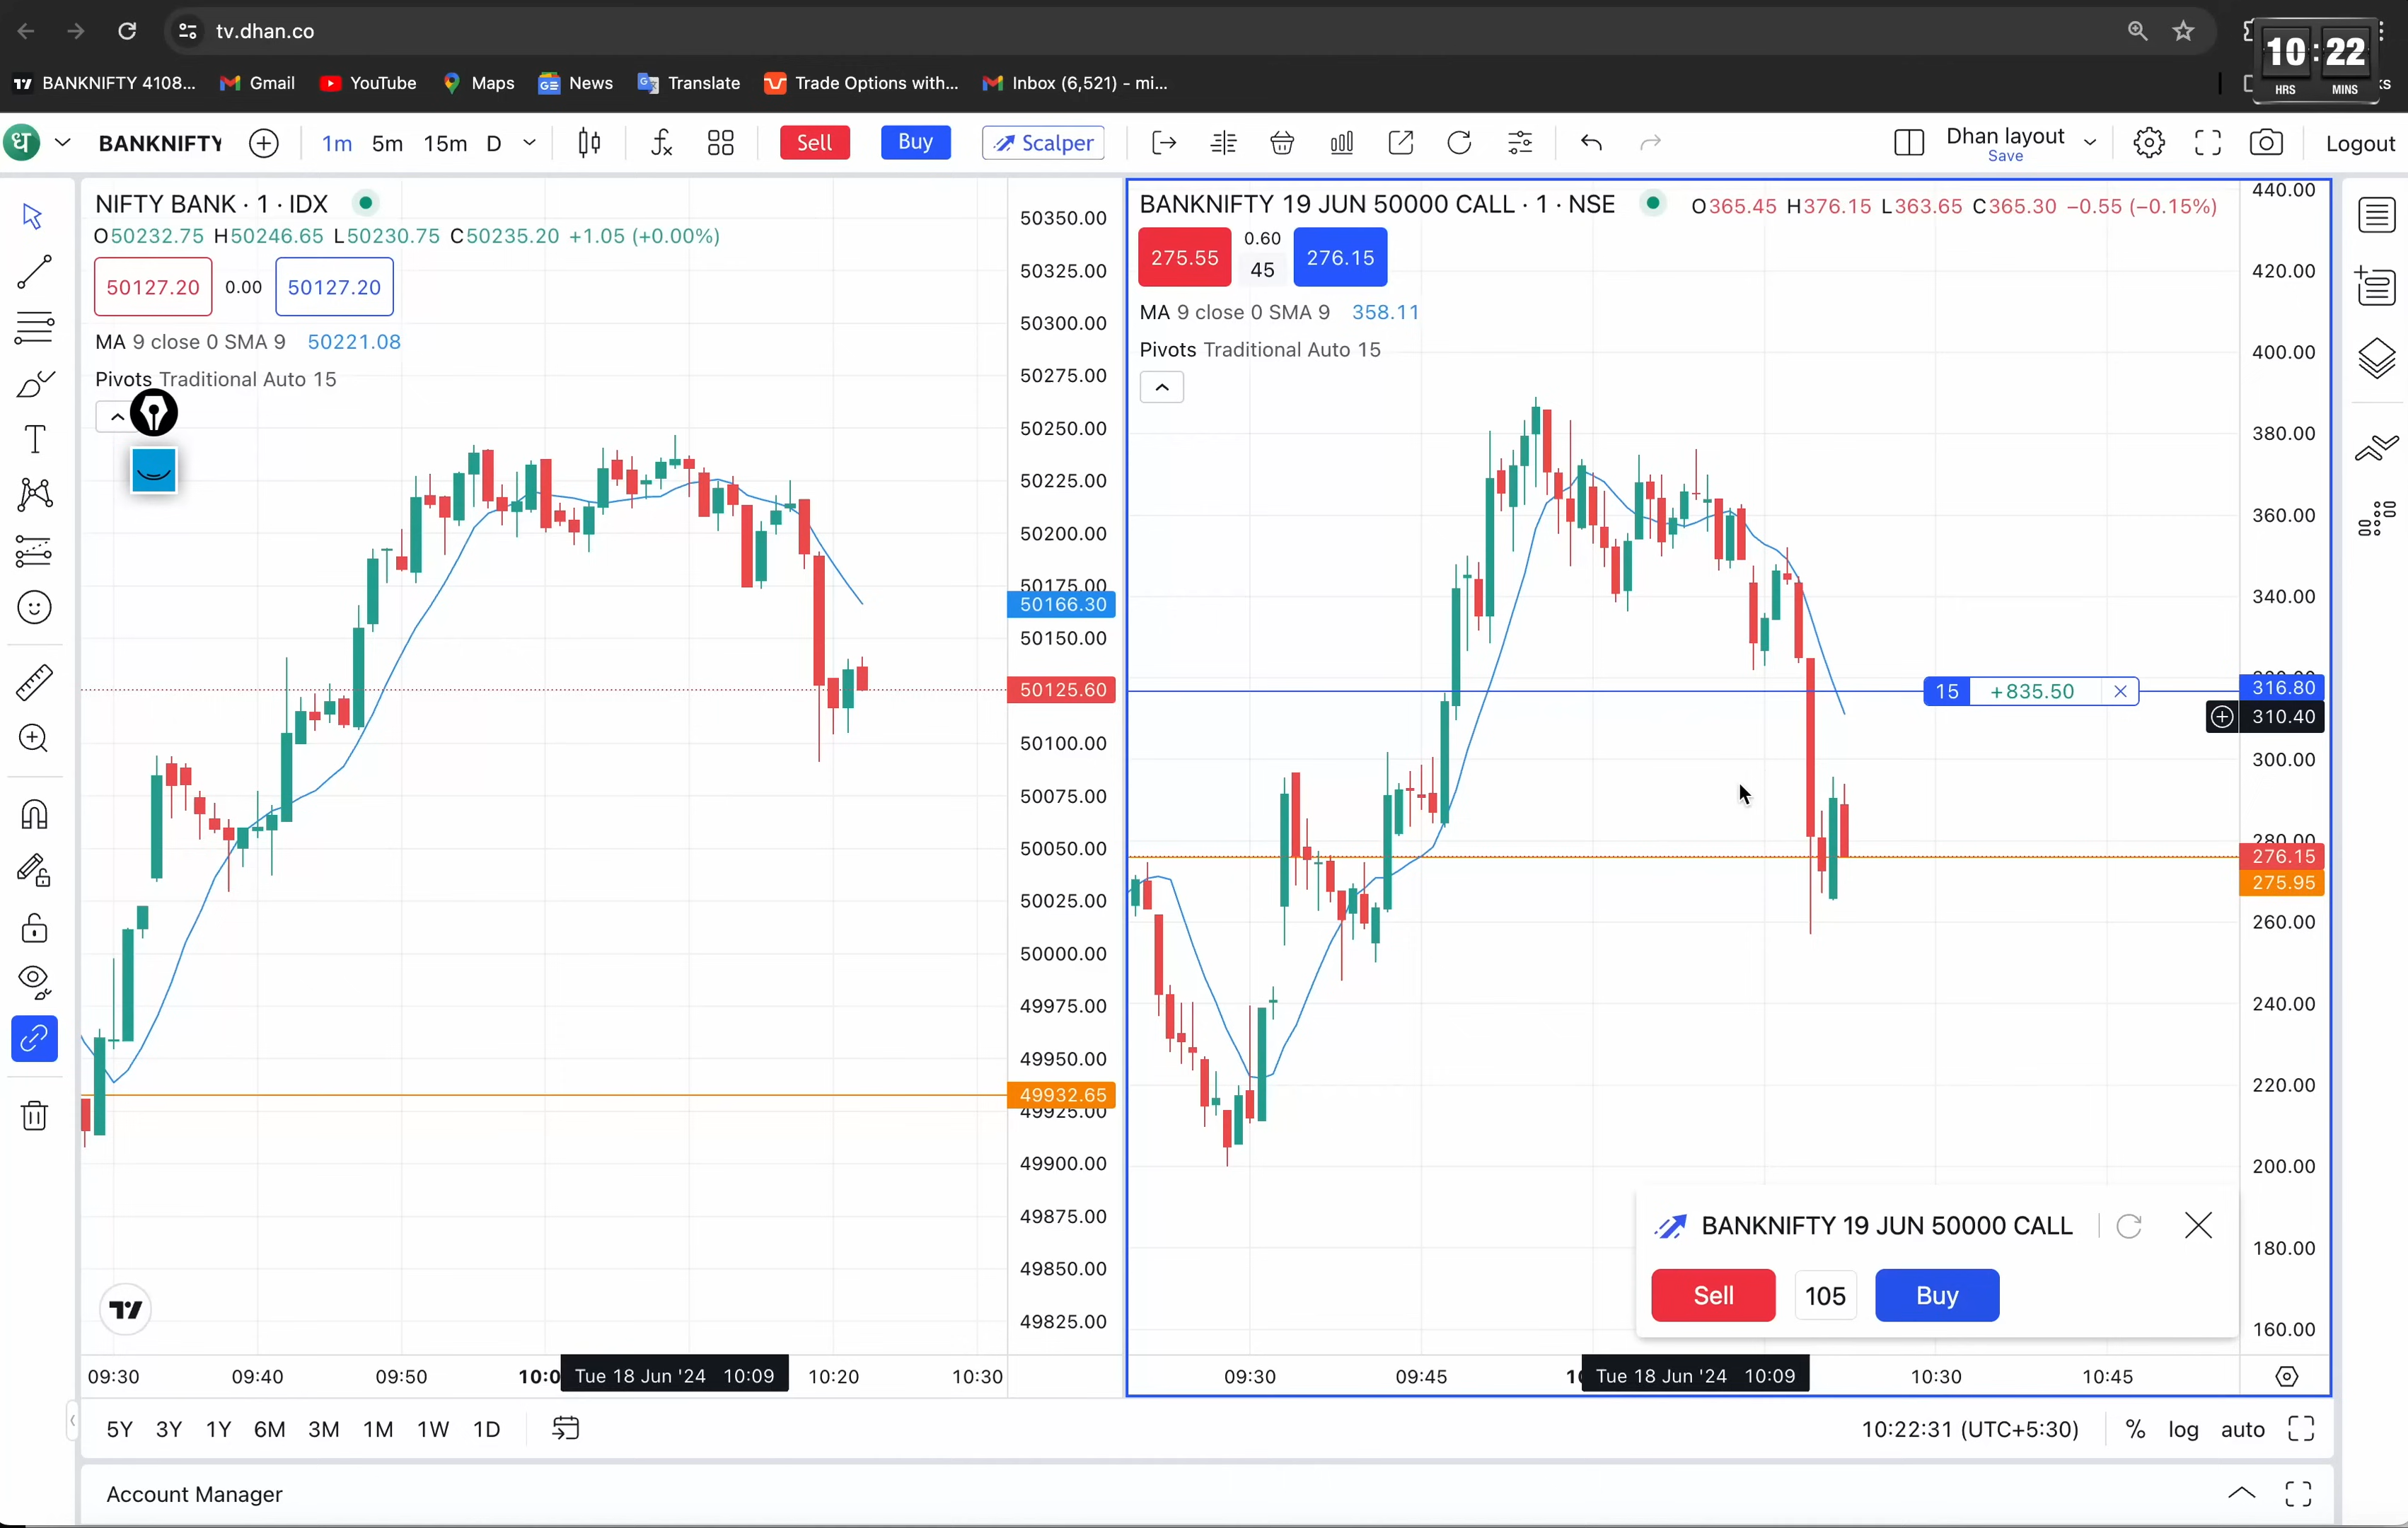 tv.dhan.co
10:22
HRS MINS
BANKNIFTY 4108...
Gmail
YouTube
Maps
News
Translate
Trade Options with...
Inbox (6,521) - mi...
ध
BANKNIFTY
1m 5m 15m D
Sell
Buy
Scalper
Dhan layout
Save
Logout
NIFTY BANK · 1 · IDX
O50232.75 H50246.65 L50230.75 C50235.20 +1.05 (+0.00%)
50127.20 0.00 50127.20
MA 9 close 0 SMA 9 50221.08
Pivots Traditional Auto 15
50350.00
50325.00
50300.00
50275.00
50250.00
50225.00
50200.00
50175.00
50166.30
50150.00
50125.60
50100.00
50075.00
50050.00
50025.00
50000.00
49975.00
49950.00
49932.65
49925.00
49900.00
49875.00
49850.00
49825.00
09:30 09:40 09:50 10:0 Tue 18 Jun '24 10:09 10:20 10:30
BANKNIFTY 19 JUN 50000 CALL · 1 · NSE
O365.45 H376.15 L363.65 C365.30 −0.55 (−0.15%)
275.55 0.60 45 276.15
MA 9 close 0 SMA 9 358.11
Pivots Traditional Auto 15
440.00
420.00
400.00
380.00
360.00
340.00
15 +835.50
316.80
310.40
300.00
280.00
276.15
275.95
260.00
240.00
220.00
200.00
180.00
160.00
BANKNIFTY 19 JUN 50000 CALL
Sell 105 Buy
09:30 09:45 1 Tue 18 Jun '24 10:09 10:30 10:45
5Y 3Y 1Y 6M 3M 1M 1W 1D
10:22:31 (UTC+5:30) % log auto
Account Manager